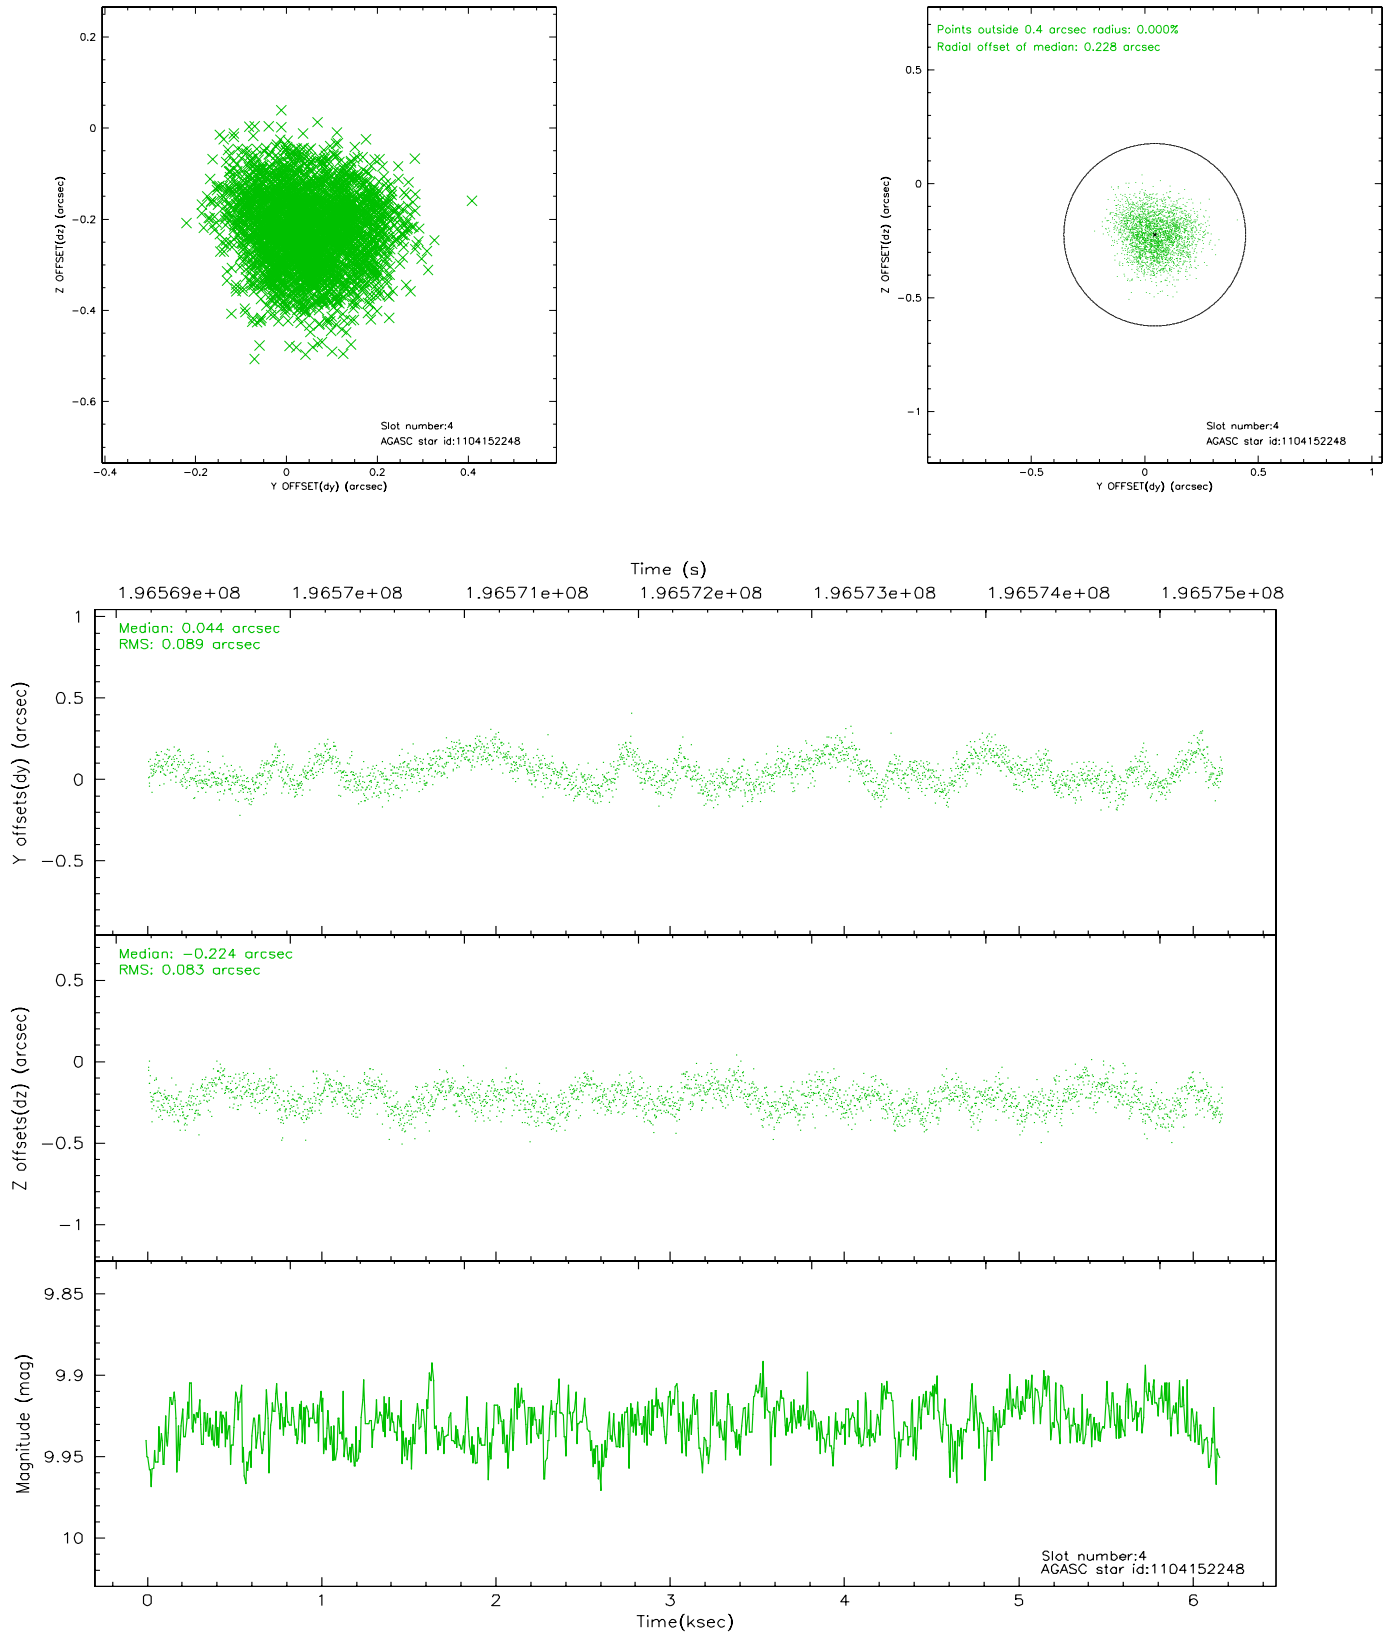 0.2
0
−0.2
−0.4
−0.6
Z OFFSET(dz) (arcsec)
Slot number:4
AGASC star id:1104152248
−0.4 −0.2 0 0.2 0.4
Y OFFSET(dy) (arcsec)
Points outside 0.4 arcsec radius: 0.000%
Radial offset of median: 0.228 arcsec
0.5
0
−0.5
−1
Z OFFSET(dz) (arcsec)
Slot number:4
AGASC star id:1104152248
−0.5 0 0.5 1
Y OFFSET(dy) (arcsec)
Time (s)
1.96569e+08 1.9657e+08 1.96571e+08 1.96572e+08 1.96573e+08 1.96574e+08 1.96575e+08
Median: 0.044 arcsec
RMS: 0.089 arcsec
1
0.5
0
−0.5
Y offsets(dy) (arcsec)
Median: −0.224 arcsec
RMS: 0.083 arcsec
0.5
0
−0.5
−1
Z offsets(dz) (arcsec)
9.85
9.9
9.95
10
Magnitude (mag)
Slot number:4
AGASC star id:1104152248
0 1 2 3 4 5 6
Time(ksec)